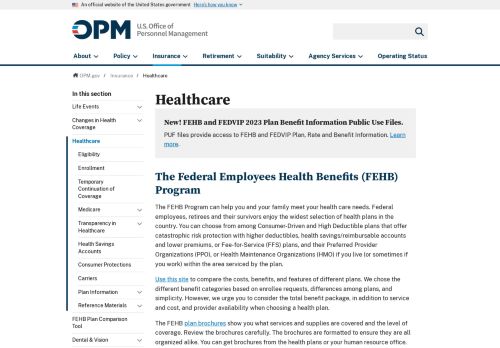 An official website of the United States government Here's how you know
OPM U.S. Office of
Personnel Management
About Policy Insurance Retirement Suitability Agency Services Operating Status
OPM.gov / Insurance / Healthcare
In this section
Life Events
Changes in Health
Coverage
Healthcare
Eligibility
Enrollment
Temporary
Continuation of
Coverage
Medicare
Transparency in
Healthcare
Health Savings
Accounts
Consumer Protections
Carriers
Plan Information
Reference Materials
FEHB Plan Comparison
Tool
Dental & Vision
Healthcare
New! FEHB and FEDVIP 2023 Plan Benefit Information Public Use Files.
PUF files provide access to FEHB and FEDVIP Plan, Rate and Benefit Information. Learn
more.
The Federal Employees Health Benefits (FEHB)
Program
The FEHB Program can help you and your family meet your health care needs. Federal
employees, retirees and their survivors enjoy the widest selection of health plans in the
country. You can choose from among Consumer-Driven and High Deductible plans that offer
catastrophic risk protection with higher deductibles, health savings/reimbursable accounts
and lower premiums, or Fee-for-Service (FFS) plans, and their Preferred Provider
Organizations (PPO), or Health Maintenance Organizations (HMO) if you live (or sometimes if
you work) within the area serviced by the plan.
Use this site to compare the costs, benefits, and features of different plans. We chose the
different benefit categories based on enrollee requests, differences among plans, and
simplicity. However, we urge you to consider the total benefit package, in addition to service
and cost, and provider availability when choosing a health plan.
The FEHB plan brochures show you what services and supplies are covered and the level of
coverage. Review the brochures carefully. The brochures are formatted to ensure they are all
organized alike. You can get brochures from the health plans or your human resource office.